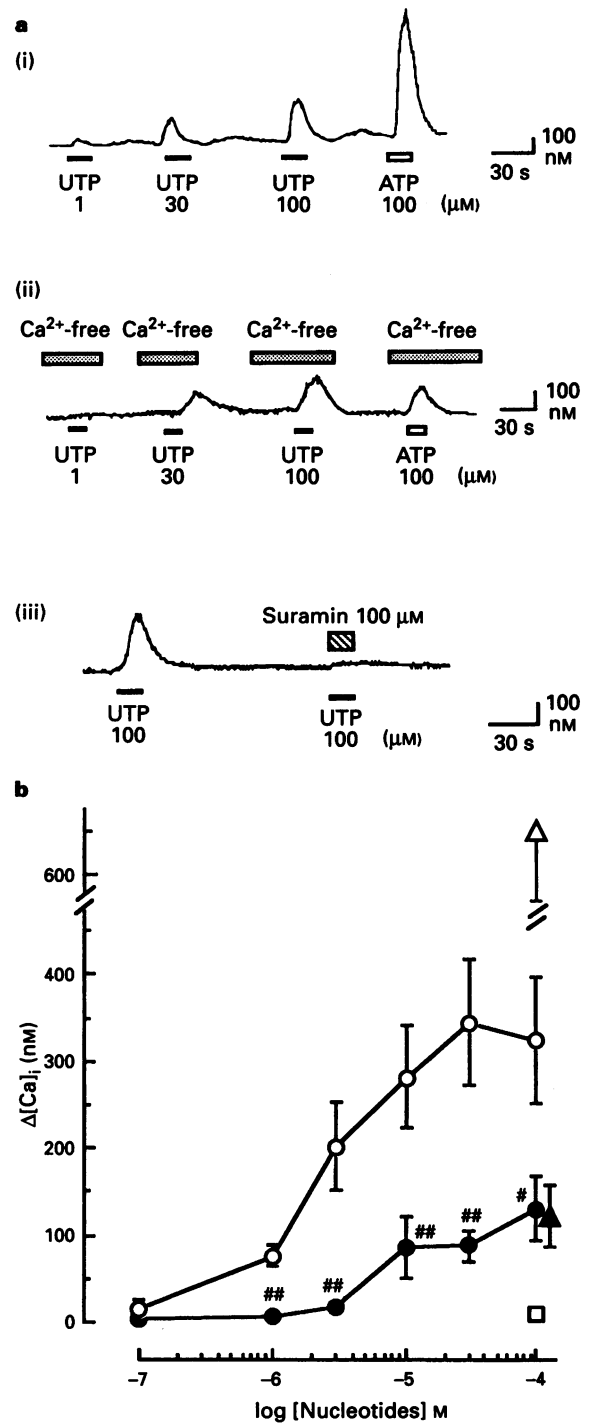 a
(i)
100
nM
30 s
UTP UTP UTP ATP
1 30 100 100 (μM)
(ii)
Ca²⁺-free Ca²⁺-free Ca²⁺-free Ca²⁺-free
100
nM
30 s
UTP UTP UTP ATP
1 30 100 100 (μM)
(iii)
Suramin 100 μM
100
nM
30 s
UTP UTP
100 100 (μM)
b
600
400
300
200
100
0
Δ[Ca]i (nM)
## ## ## ## #
-7 -6 -5 -4
log [Nucleotides] M